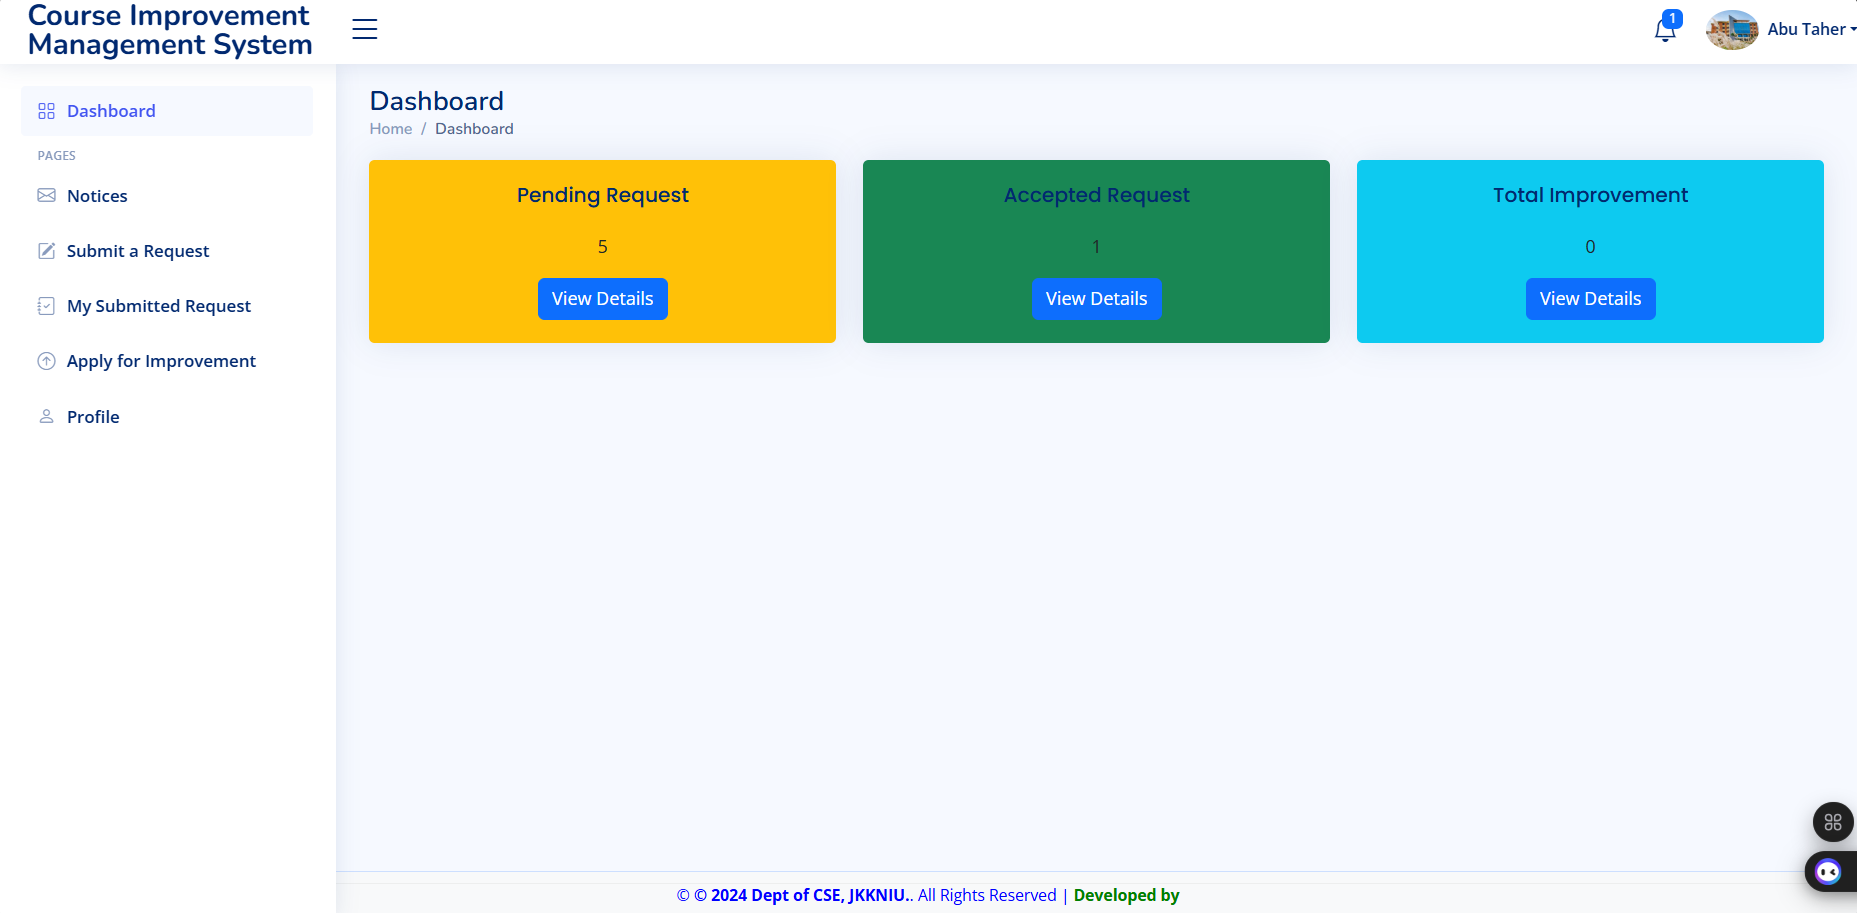 Course Improvement
Management System
1
Abu Taher
Dashboard
PAGES
Notices
Submit a Request
My Submitted Request
Apply for Improvement
Profile
Dashboard
Home / Dashboard
Pending Request
5
View Details
Accepted Request
1
View Details
Total Improvement
0
View Details
© © 2024 Dept of CSE, JKKNIU.. All Rights Reserved | Developed by